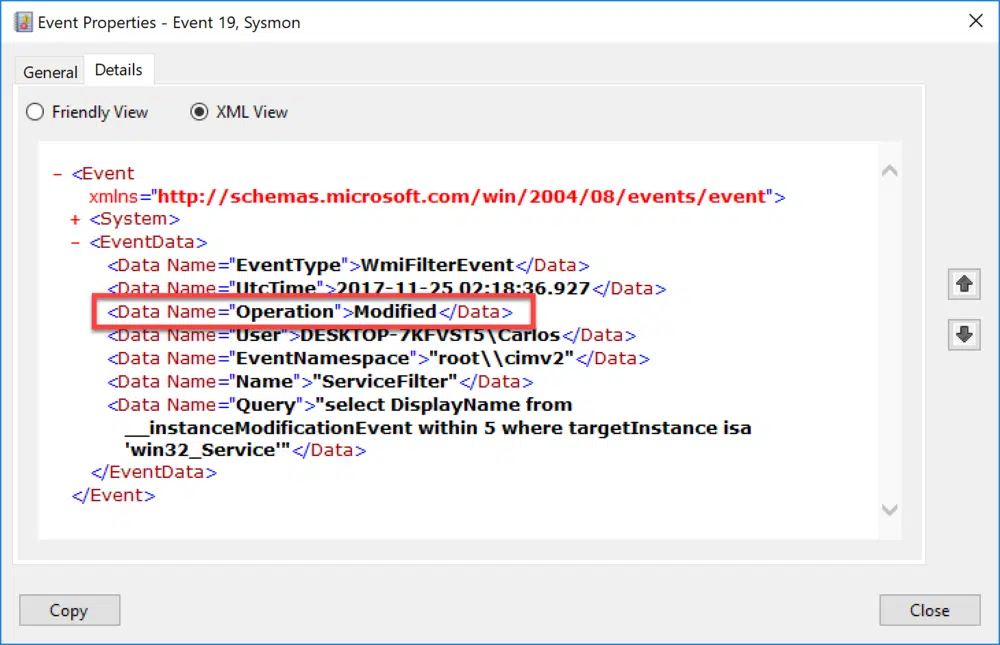 Event Properties - Event 19, Sysmon
General
Details
Friendly View
XML View
- <Event
xmlns="http://schemas.microsoft.com/win/2004/08/events/event">
+ <System>
- <EventData>
<Data Name="EventType">WmiFilterEvent</Data>
<Data Name="UtcTime">2017-11-25 02:18:36.927</Data>
<Data Name="Operation">Modified</Data>
<Data Name="User">DESKTOP-7KFVST5\Carlos</Data>
<Data Name="EventNamespace">"root\\cimv2"</Data>
<Data Name="Name">"ServiceFilter"</Data>
<Data Name="Query">"select DisplayName from
__instanceModificationEvent within 5 where targetInstance isa
'win32_Service'"</Data>
</EventData>
</Event>
Copy
Close